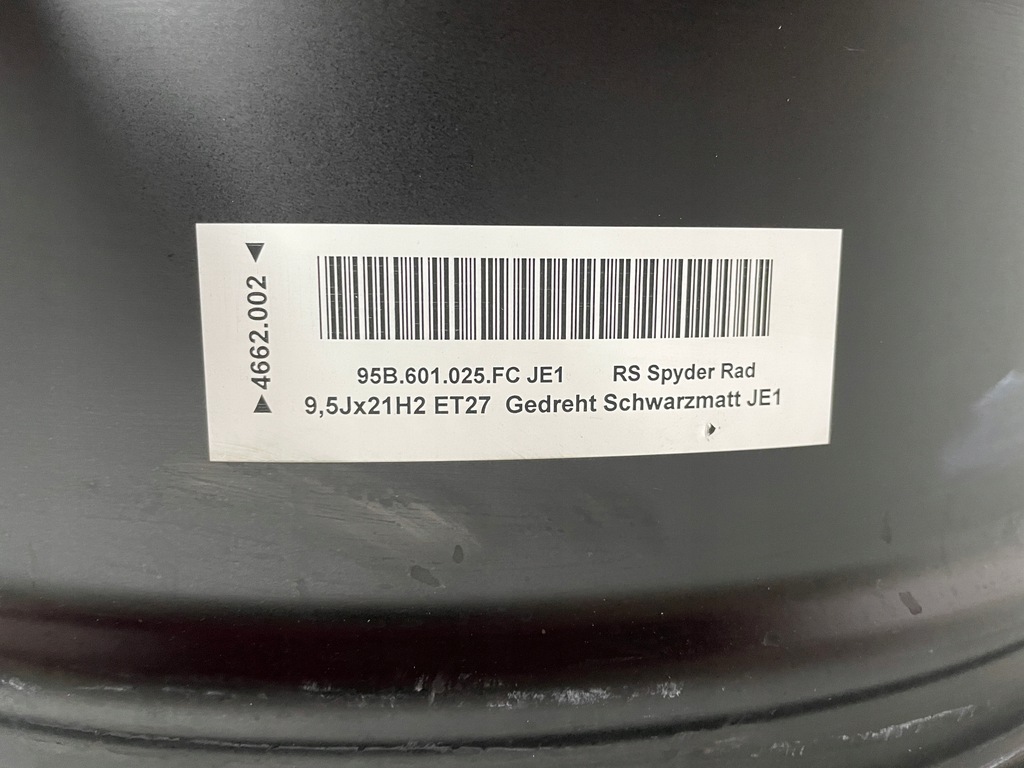 4662.002
95B.601.025.FC JE1 RS Spyder Rad
9,5Jx21H2 ET27 Gedreht Schwarzmatt JE1